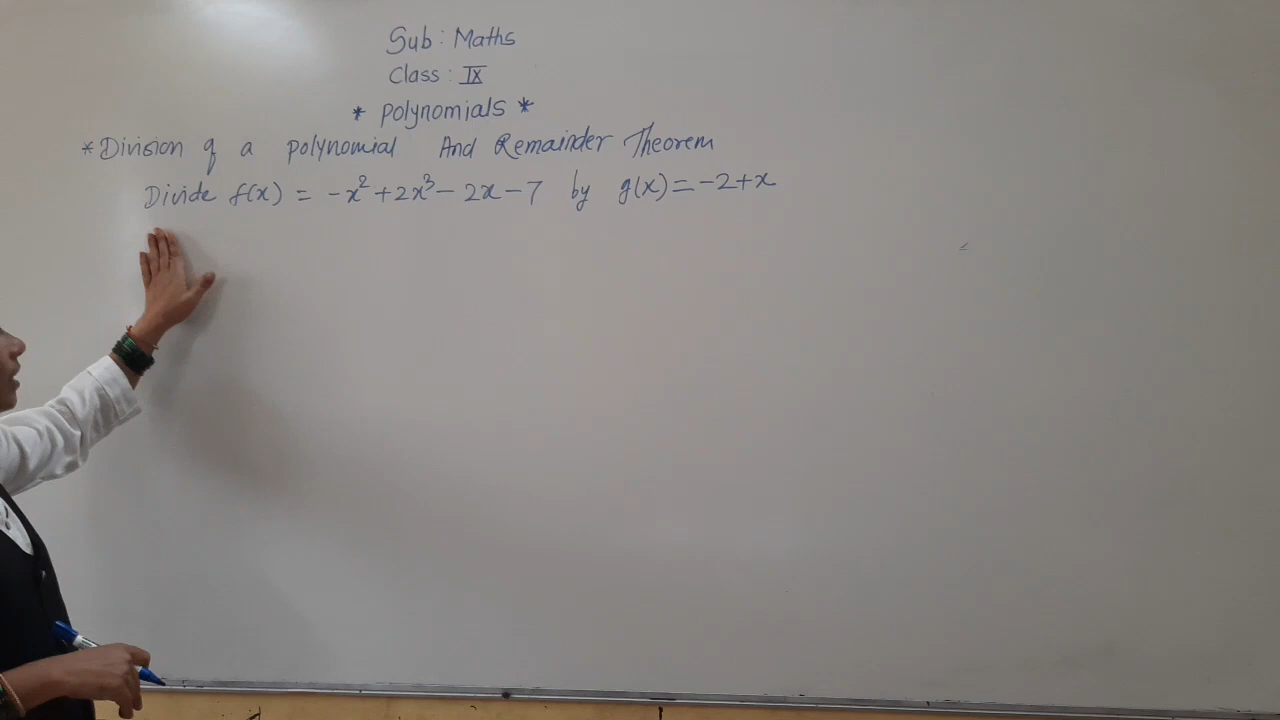 Sub : Maths
Class : IX
* Polynomials *
* Division of a polynomial And Remainder Theorem
Divide f(x) = -x² + 2x³ - 2x - 7 by g(x) = -2+x